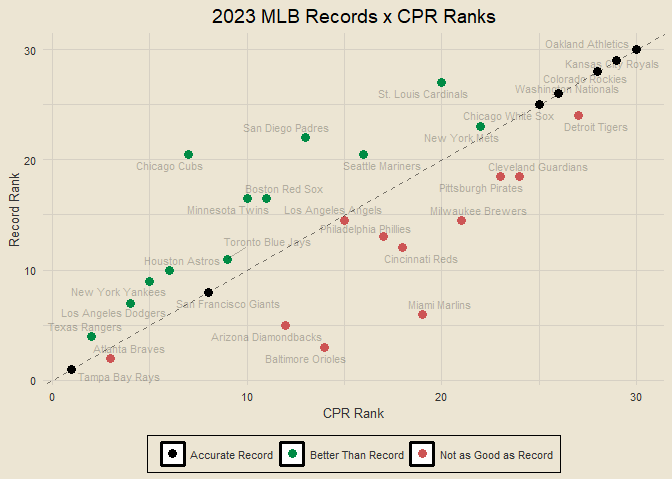 2023 MLB Records x CPR Ranks
Oakland Athletics
Kansas City Royals
Colorado Rockies
Washington Nationals
St. Louis Cardinals
Chicago White Sox
Detroit Tigers
San Diego Padres
New York Mets
Chicago Cubs
Seattle Mariners
Cleveland Guardians
Boston Red Sox
Pittsburgh Pirates
Minnesota Twins
Los Angeles Angels
Milwaukee Brewers
Philadelphia Phillies
Toronto Blue Jays
Houston Astros
Cincinnati Reds
New York Yankees
San Francisco Giants
Miami Marlins
Los Angeles Dodgers
Texas Rangers
Arizona Diamondbacks
Atlanta Braves
Baltimore Orioles
Tampa Bay Rays
30
20
10
0
Record Rank
0
10
20
30
CPR Rank
Accurate Record
Better Than Record
Not as Good as Record